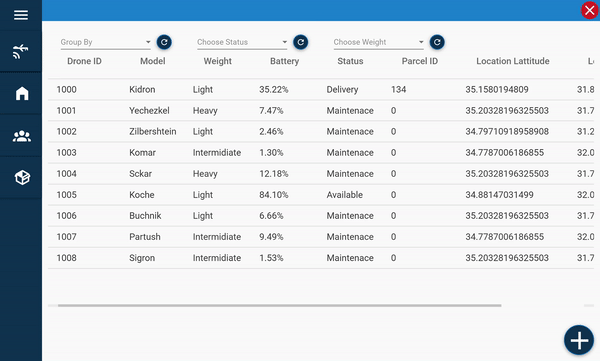 Group By Choose Status Choose Weight
Drone ID Model Weight Battery Status Parcel ID Location Lattitude
1000 Kidron Light 35.22% Delivery 134 35.1580194809 31.8
1001 Yechezkel Heavy 7.47% Maintenace 0 35.20328196325503 31.7
1002 Zilbershtein Light 2.46% Maintenace 0 34.79710918958908 31.2
1003 Komar Intermidiate 1.30% Maintenace 0 34.7787006186855 32.0
1004 Sckar Heavy 12.18% Maintenace 0 35.20328196325503 31.7
1005 Koche Light 84.10% Available 0 34.88147031499 32.0
1006 Buchnik Light 6.66% Maintenace 0 35.20328196325503 31.7
1007 Partush Intermidiate 9.49% Maintenace 0 34.7787006186855 32.0
1008 Sigron Intermidiate 1.53% Maintenace 0 35.20328196325503 31.7